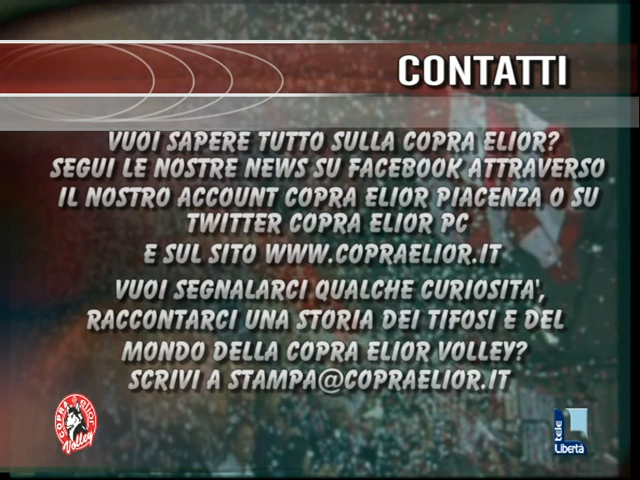 CONTATTI
VUOI SAPERE TUTTO SULLA COPRA ELIOR?
SEGUI LE NOSTRE NEWS SU FACEBOOK ATTRAVERSO
IL NOSTRO ACCOUNT COPRA ELIOR PIACENZA O SU
TWITTER COPRA ELIOR PC
E SUL SITO WWW.COPRAELIOR.IT
VUOI SEGNALARCI QUALCHE CURIOSITA',
RACCONTARCI UNA STORIA DEI TIFOSI E DEL
MONDO DELLA COPRA ELIOR VOLLEY?
SCRIVI A STAMPA@COPRAELIOR.IT
COPRA elior
Volley
tele
Libertà